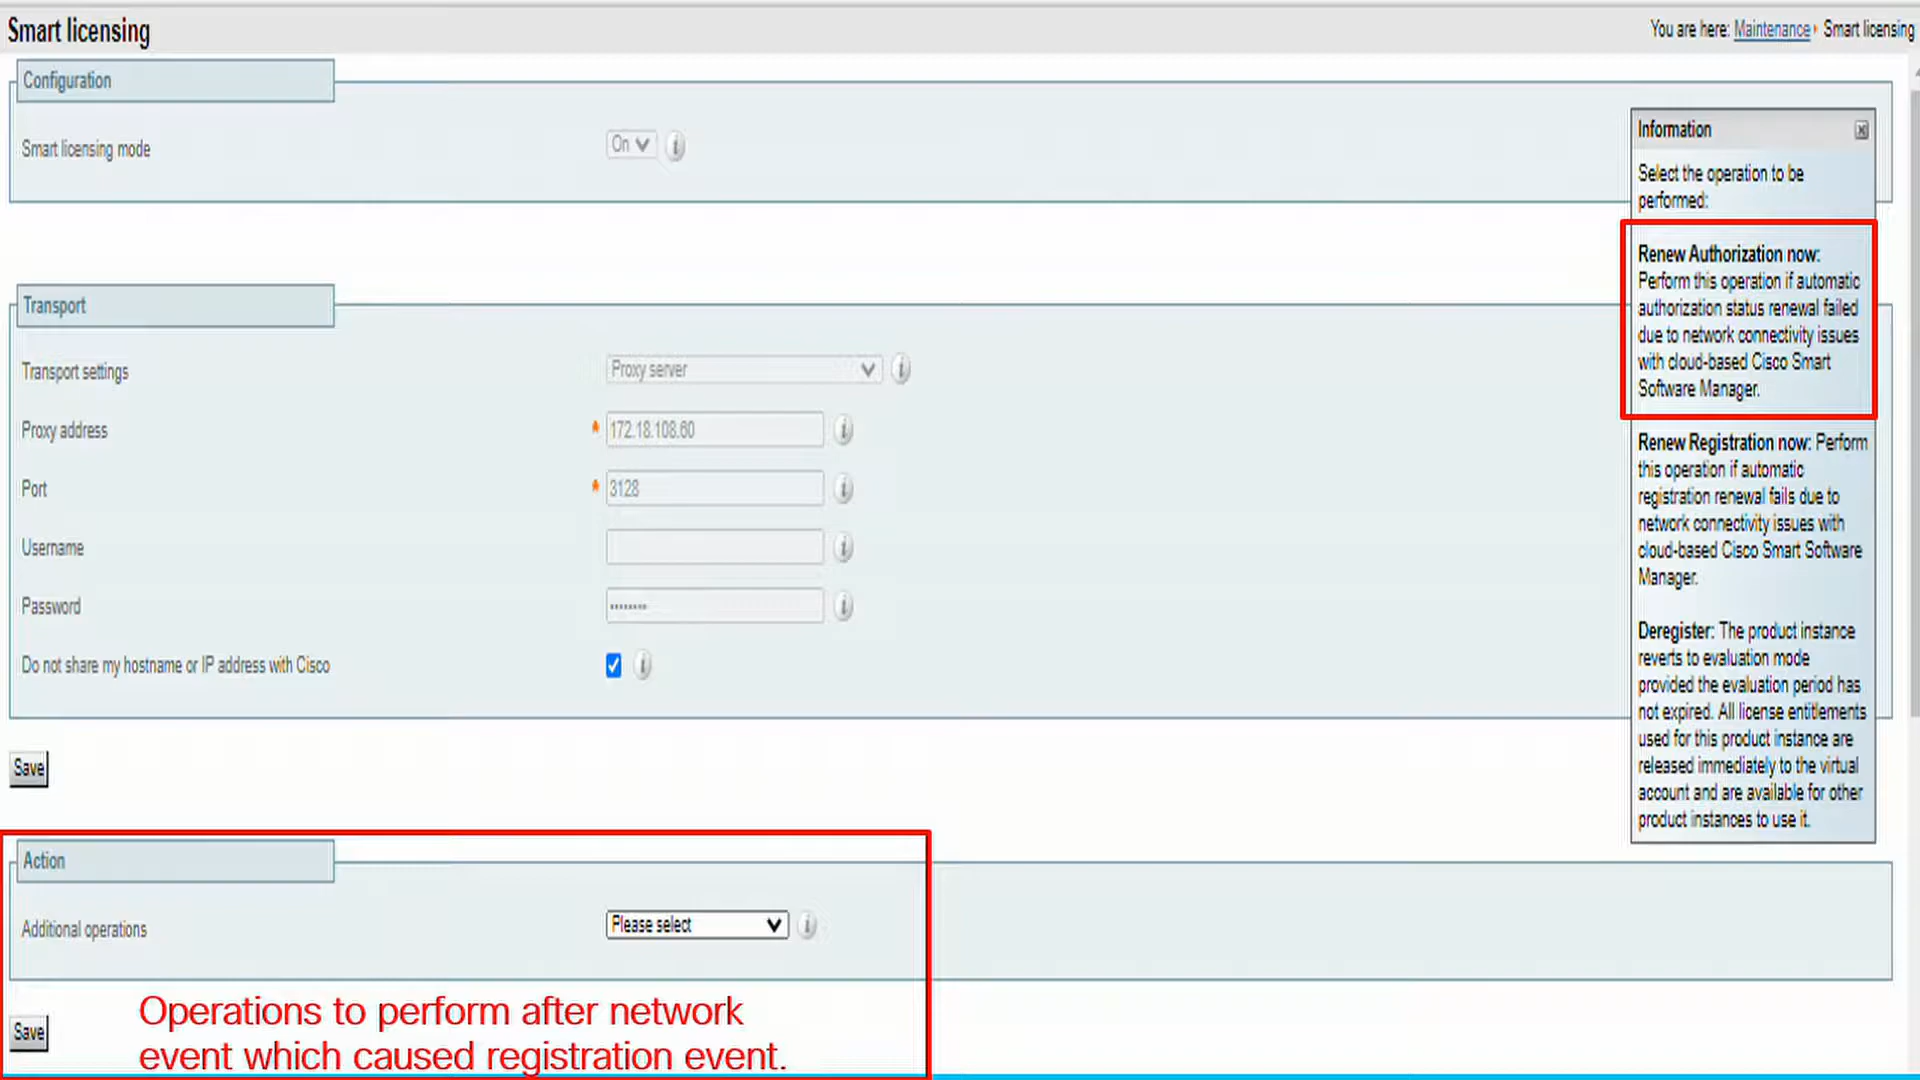 Smart licensing
You are here: Maintenance Smart licensing
Configuration
Smart licensing mode
On
Transport
Transport settings
Proxy server
Proxy address
172.18.108.60
Port
3128
Username
Password
Do not share my hostname or IP address with Cisco
Save
Action
Additional operations
Please select
Save
Operations to perform after network
event which caused registration event.
Information
Select the operation to be
performed:
Renew Authorization now:
Perform this operation if automatic
authorization status renewal failed
due to network connectivity issues
with cloud-based Cisco Smart
Software Manager.
Renew Registration now: Perform
this operation if automatic
registration renewal fails due to
network connectivity issues with
cloud-based Cisco Smart Software
Manager.
Deregister: The product instance
reverts to evaluation mode
provided the evaluation period has
not expired. All license entitlements
used for this product instance are
released immediately to the virtual
account and are available for other
product instances to use it.